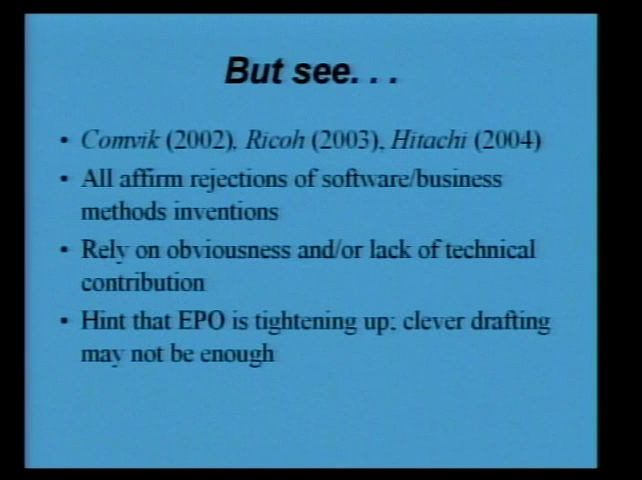 But see. . .
• Comvik (2002), Ricoh (2003), Hitachi (2004)
• All affirm rejections of software/business
methods inventions
• Rely on obviousness and/or lack of technical
contribution
• Hint that EPO is tightening up; clever drafting
may not be enough